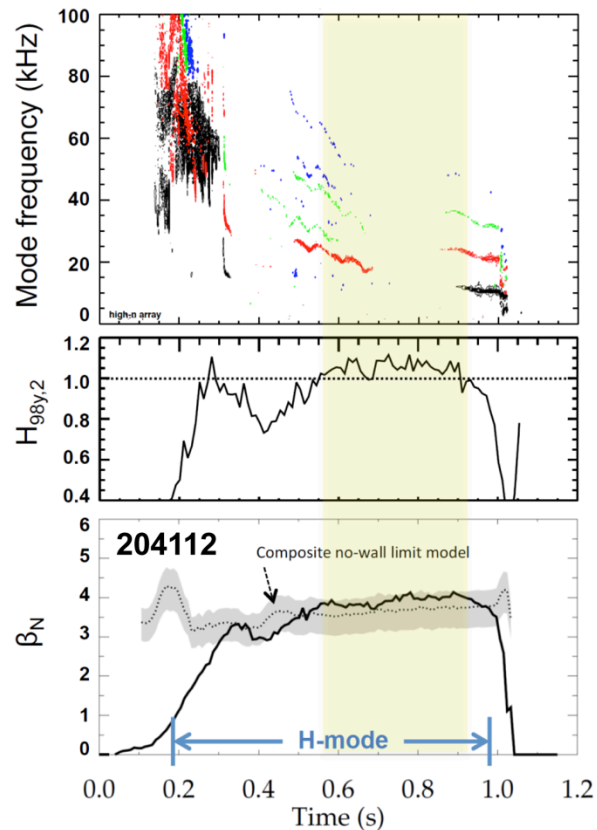 100
80
60
40
20
0
Mode frequency (kHz)
high-n array
1.2
1.0
0.8
0.6
0.4
H98y,2
6
5
4
3
2
1
0
βN
204112
Composite no-wall limit model
H-mode
0.0 0.2 0.4 0.6 0.8 1.0 1.2
Time (s)